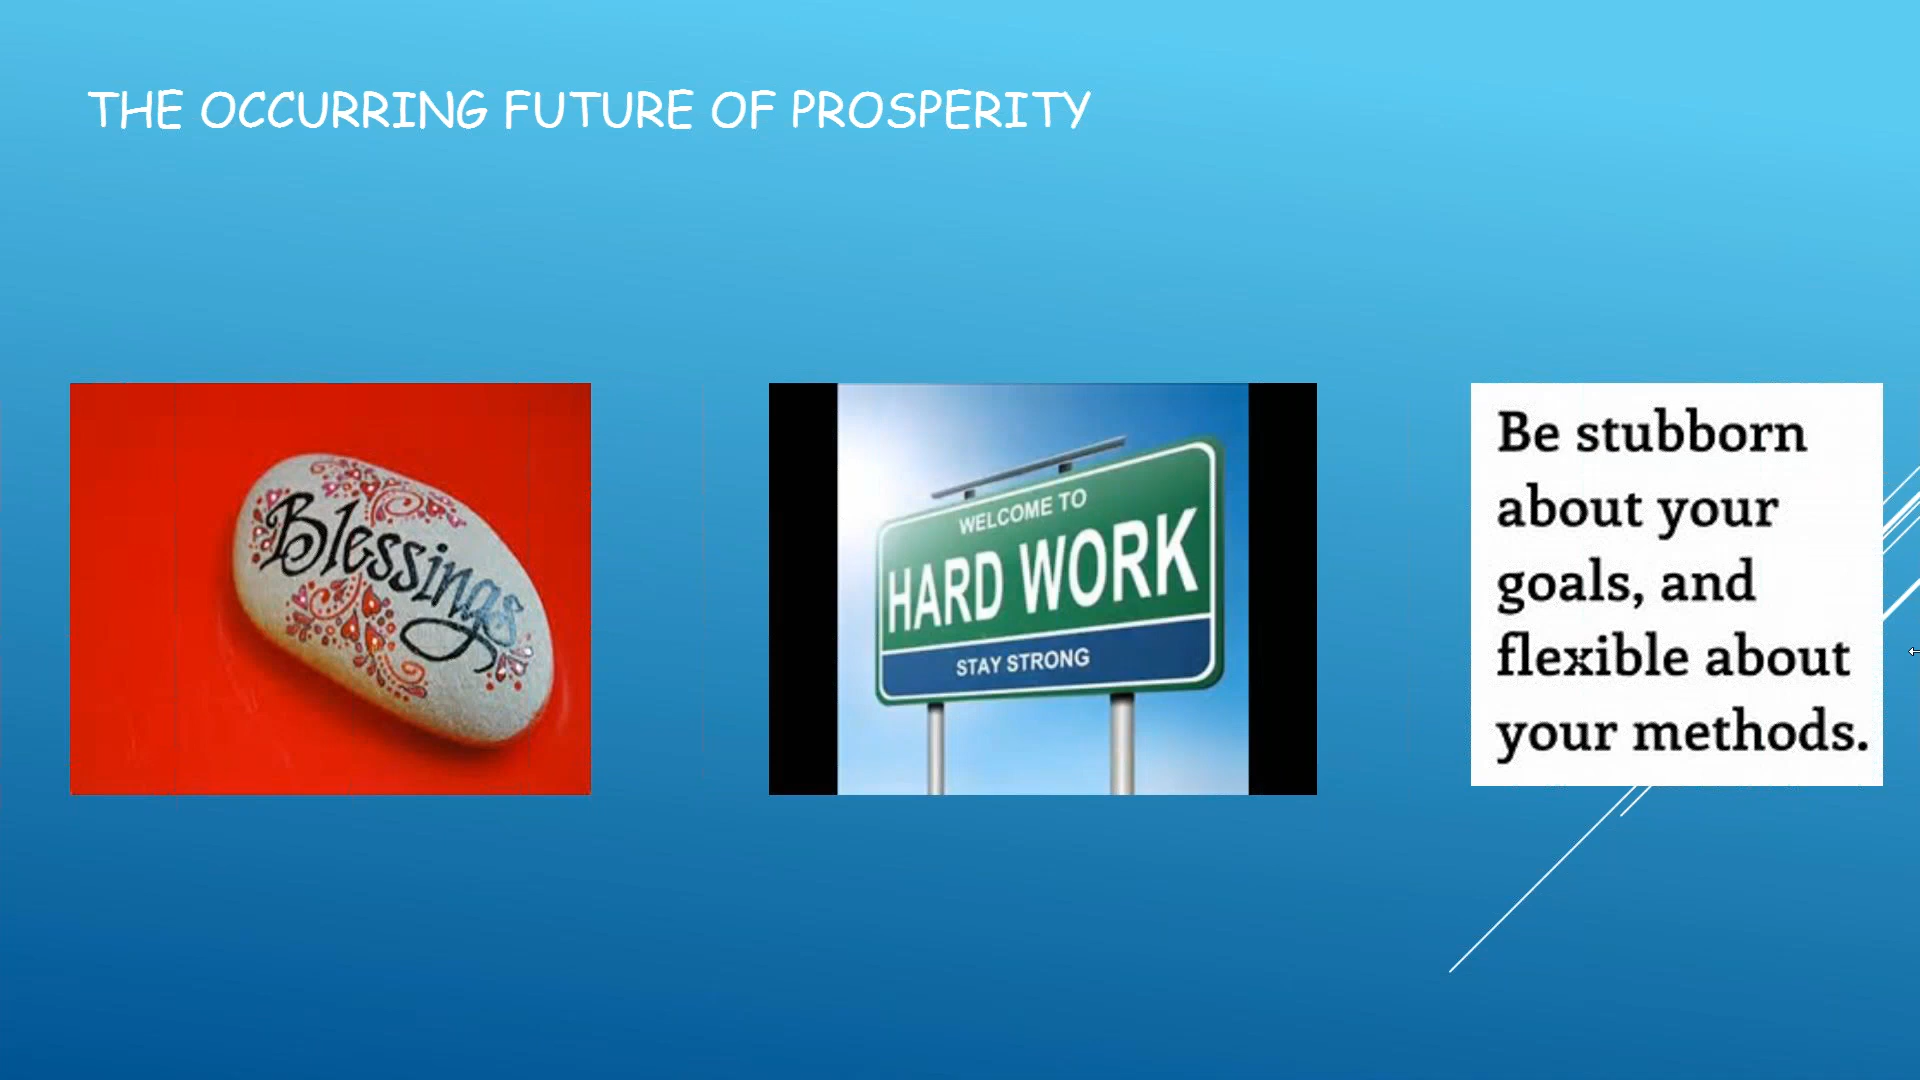 THE OCCURRING FUTURE OF PROSPERITY
Blessings
WELCOME TO
HARD WORK
STAY STRONG
Be stubborn
about your
goals, and
flexible about
your methods.